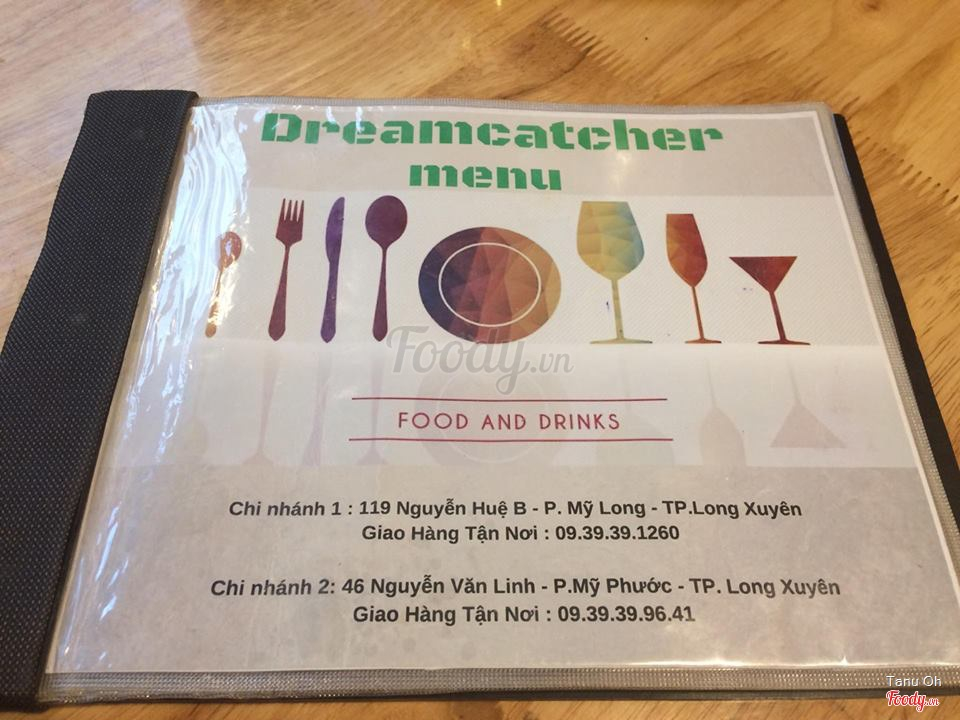 Dreamcatcher
menu
Foody.vn
FOOD AND DRINKS
Chi nhánh 1 : 119 Nguyễn Huệ B - P. Mỹ Long - TP.Long Xuyên
Giao Hàng Tận Nơi : 09.39.39.1260
Chi nhánh 2: 46 Nguyễn Văn Linh - P.Mỹ Phước - TP. Long Xuyên
Giao Hàng Tận Nơi : 09.39.39.96.41
Tanu Oh
Foody.vn